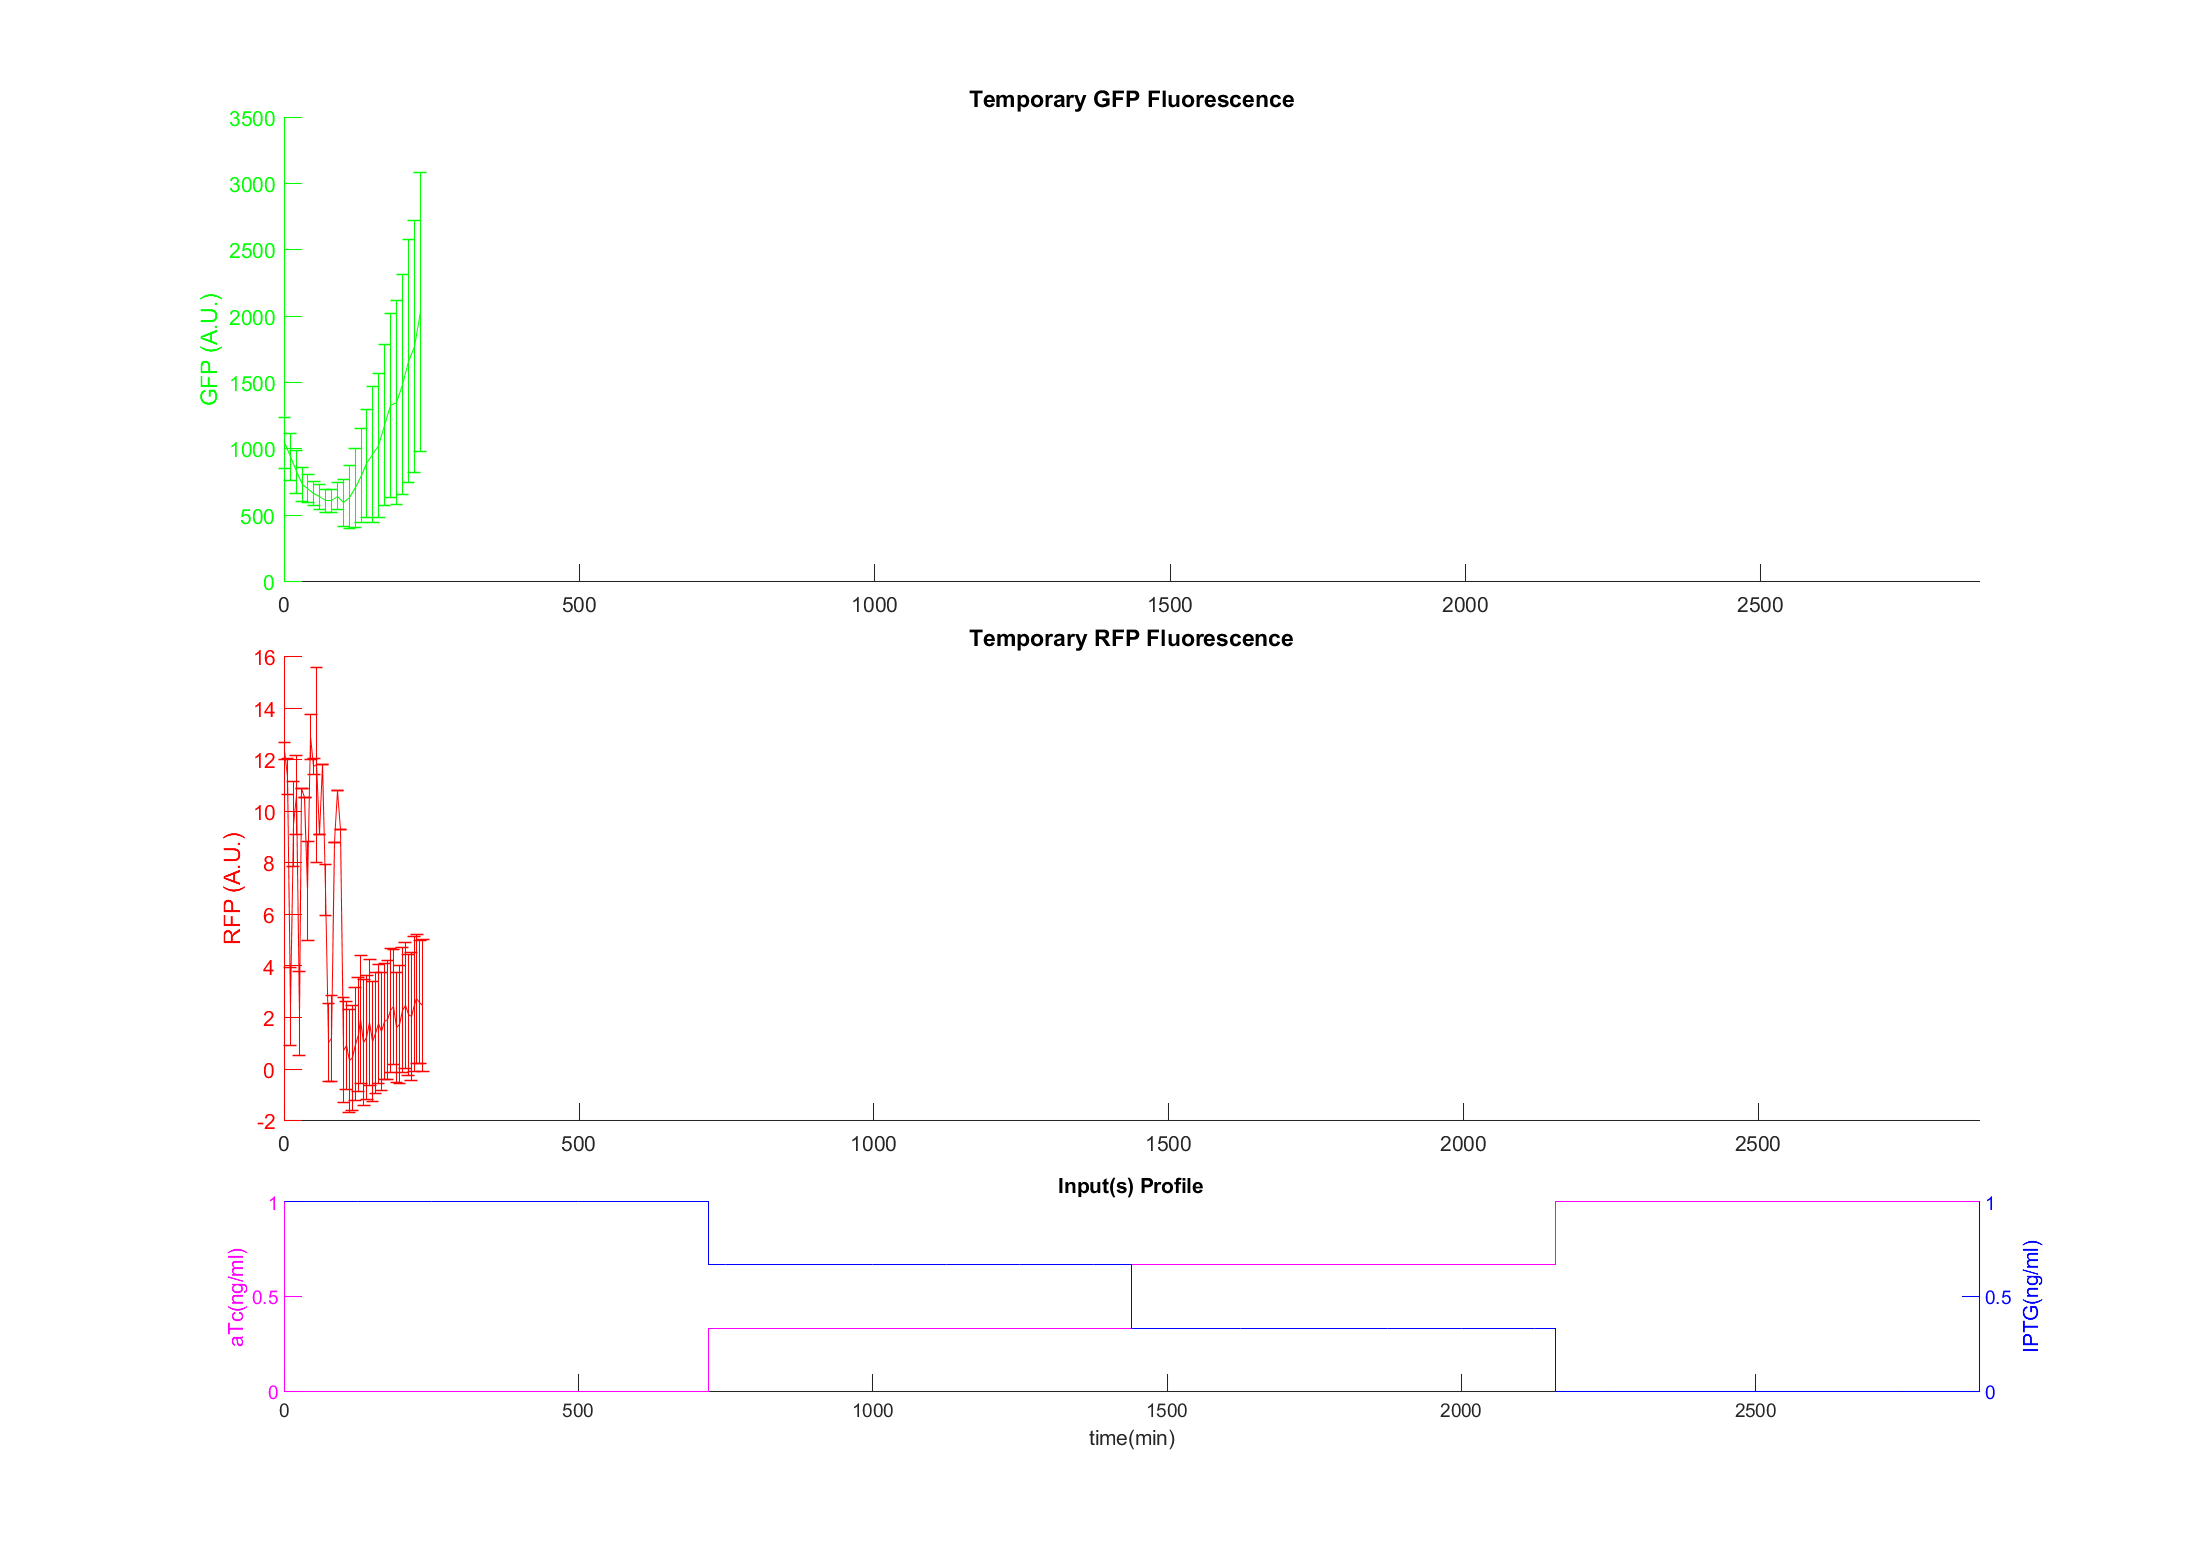 Temporary GFP Fluorescence
3500
3000
2500
2000
1500
1000
500
0
GFP (A.U.)
0 500 1000 1500 2000 2500
Temporary RFP Fluorescence
16
14
12
10
8
6
4
2
0
-2
RFP (A.U.)
0 500 1000 1500 2000 2500
Input(s) Profile
1
0.5
0
aTc(ng/ml)
1
0.5
0
IPTG(ng/ml)
0 500 1000 1500 2000 2500
time(min)